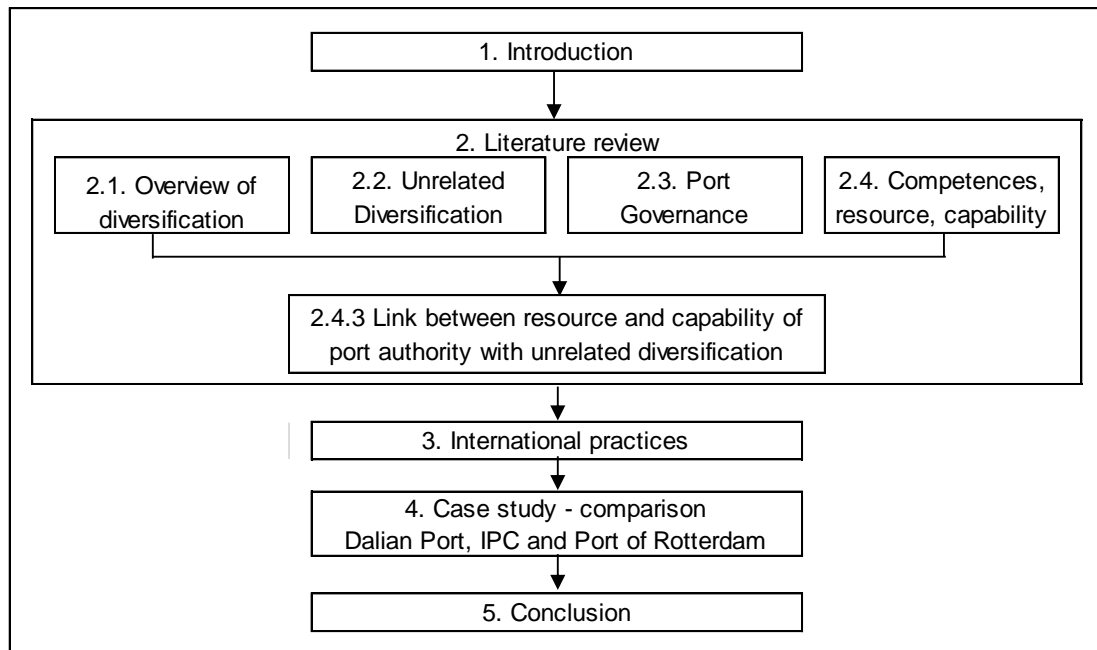 1. Introduction
2. Literature review
2.1. Overview of
diversification
2.2. Unrelated
Diversification
2.3. Port
Governance
2.4. Competences,
resource, capability
2.4.3 Link between resource and capability of
port authority with unrelated diversification
3. International practices
4. Case study - comparison
Dalian Port, IPC and Port of Rotterdam
5. Conclusion